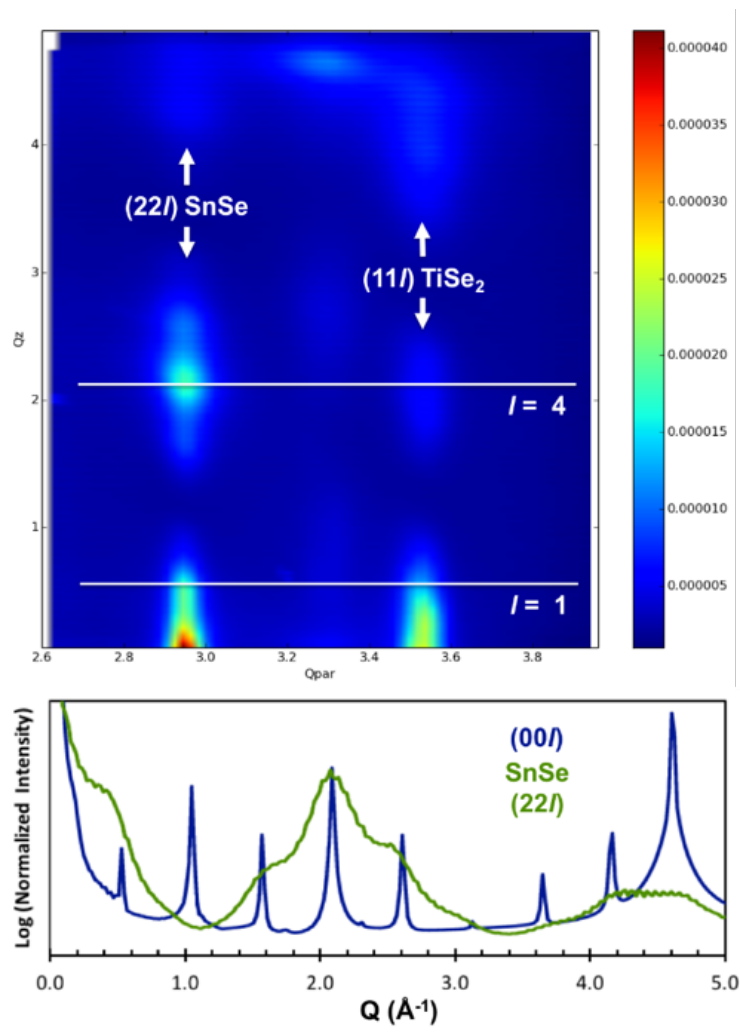 0.000040
0.000035
4
0.000030
(22l) SnSe
3
0.000025
(11l) TiSe₂
Qz
0.000020
2
l = 4
0.000015
0.000010
1
0.000005
l = 1
2.6 2.8 3.0 3.2 3.4 3.6 3.8
Qpar
Log (Normalized Intensity)
(00l)
SnSe
(22l)
0.0 1.0 2.0 3.0 4.0 5.0
Q (Å⁻¹)